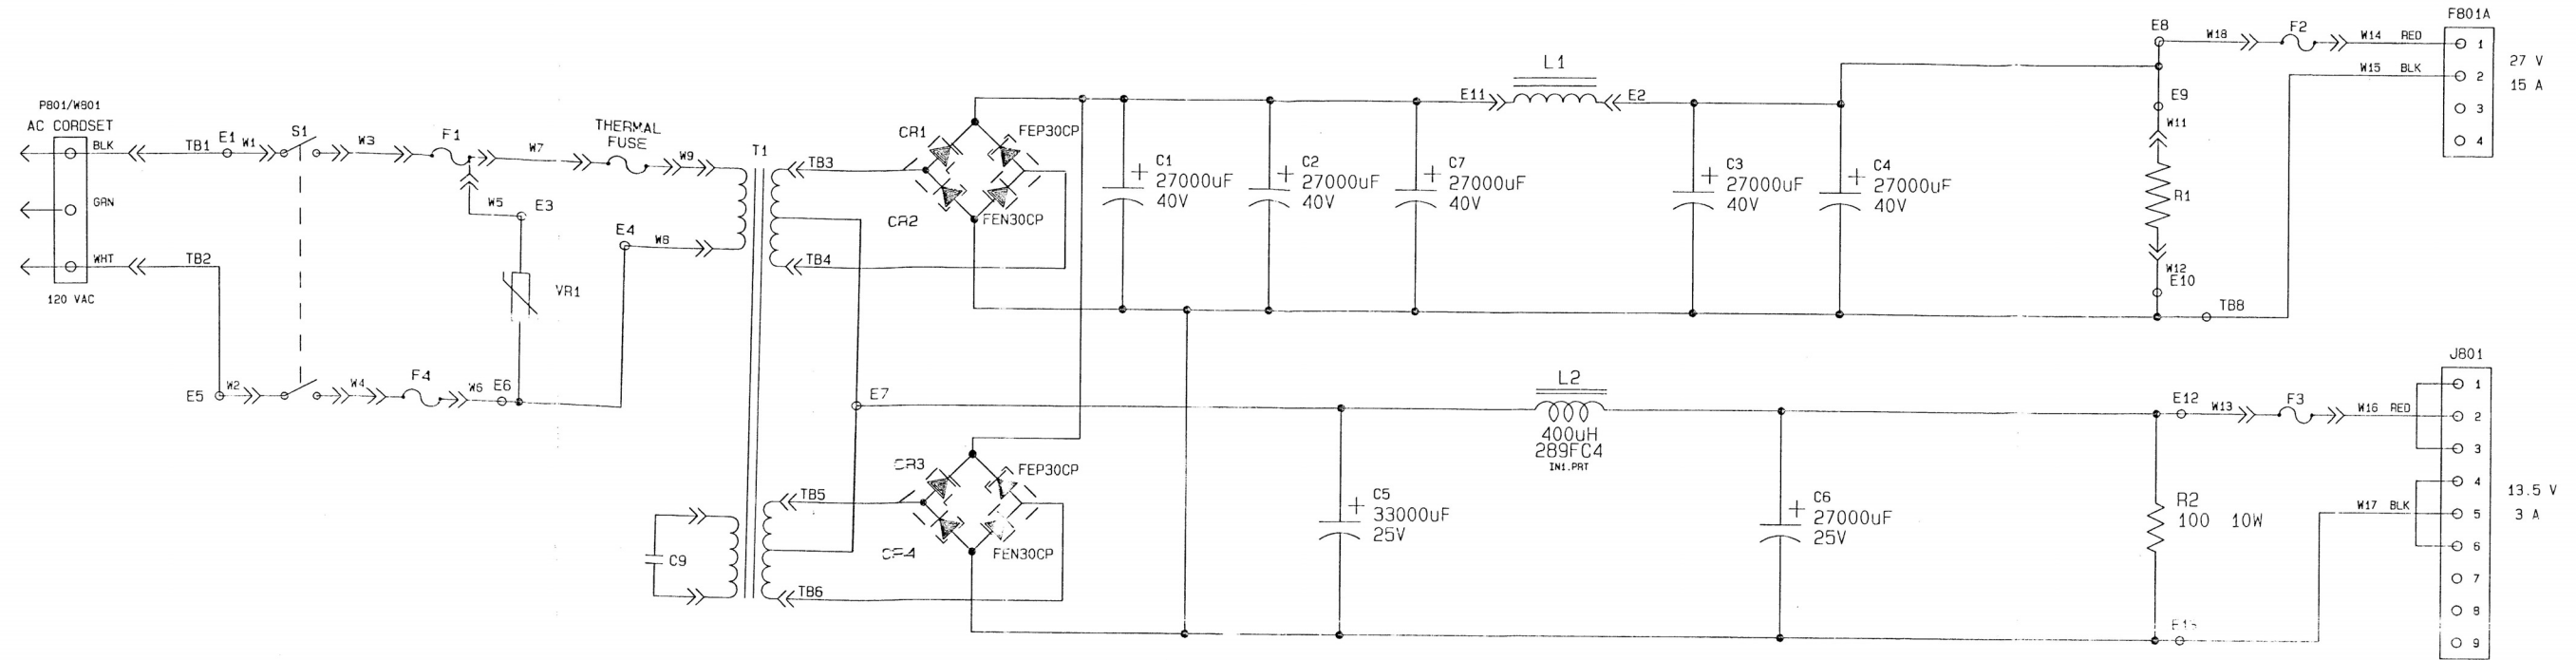 P801/W801
AC CORDSET
BLK
GRN
WHT
120 VAC
TB1
E1
W1
S1
W3
F1
W7
THERMAL
FUSE
W9
T1
W5
E3
E4
W8
VR1
TB2
E5
W2
W4
F4
W6
E6
C9
TB3
TB4
TB5
TB6
CR1
FEP30CP
CR2
FEN30CP
E7
CR3
FEP30CP
FEN30CP
C1
27000uF
40V
C2
27000uF
40V
C7
27000uF
40V
E11
L1
E2
C3
27000uF
40V
C4
27000uF
40V
E8
W18
F2
W14 RED
W15 BLK
F801A
1
2
3
4
27 V
15 A
E9
W11
R1
W12
E10
TB8
C5
33000uF
25V
L2
400uH
289FC4
IN1.PRT
C6
27000uF
25V
E12
W13
F3
W16 RED
R2
100 10W
W17 BLK
J801
1
2
3
4
5
6
7
8
9
13.5 V
3 A